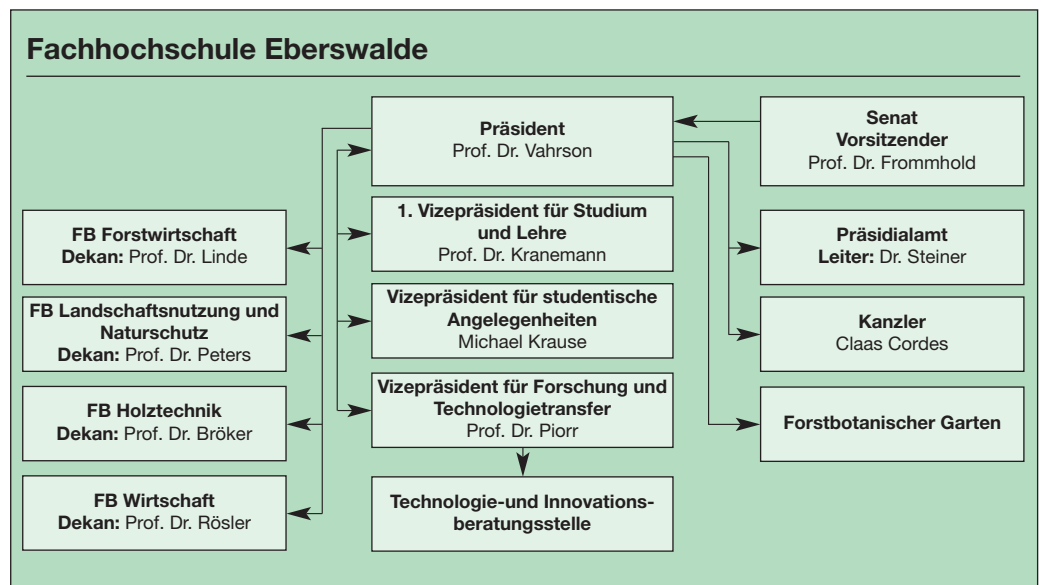 Fachhochschule Eberswalde
Präsident
Prof. Dr. Vahrson
Senat
Vorsitzender
Prof. Dr. Frommhold
FB Forstwirtschaft
Dekan: Prof. Dr. Linde
1. Vizepräsident für Studium
und Lehre
Prof. Dr. Kranemann
Präsidialamt
Leiter: Dr. Steiner
FB Landschaftsnutzung und
Naturschutz
Dekan: Prof. Dr. Peters
Vizepräsident für studentische
Angelegenheiten
Michael Krause
Kanzler
Claas Cordes
FB Holztechnik
Dekan: Prof. Dr. Bröker
Vizepräsident für Forschung und
Technologietransfer
Prof. Dr. Piorr
Forstbotanischer Garten
FB Wirtschaft
Dekan: Prof. Dr. Rösler
Technologie-und Innovations-
beratungsstelle